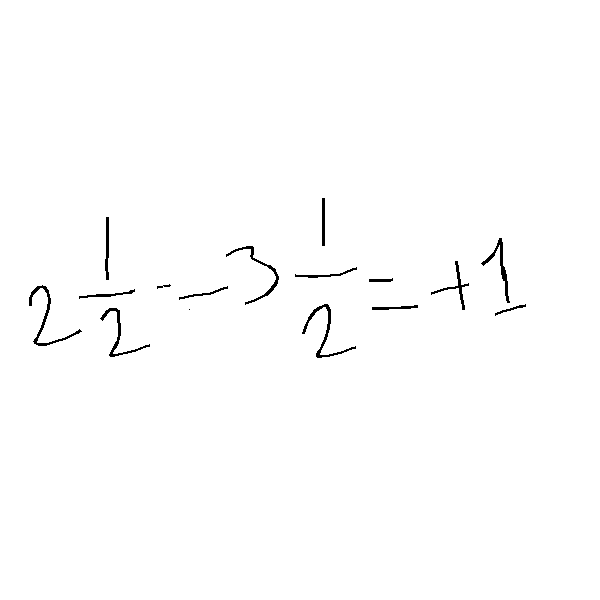 2 1/2 - -3 1/2 = +1